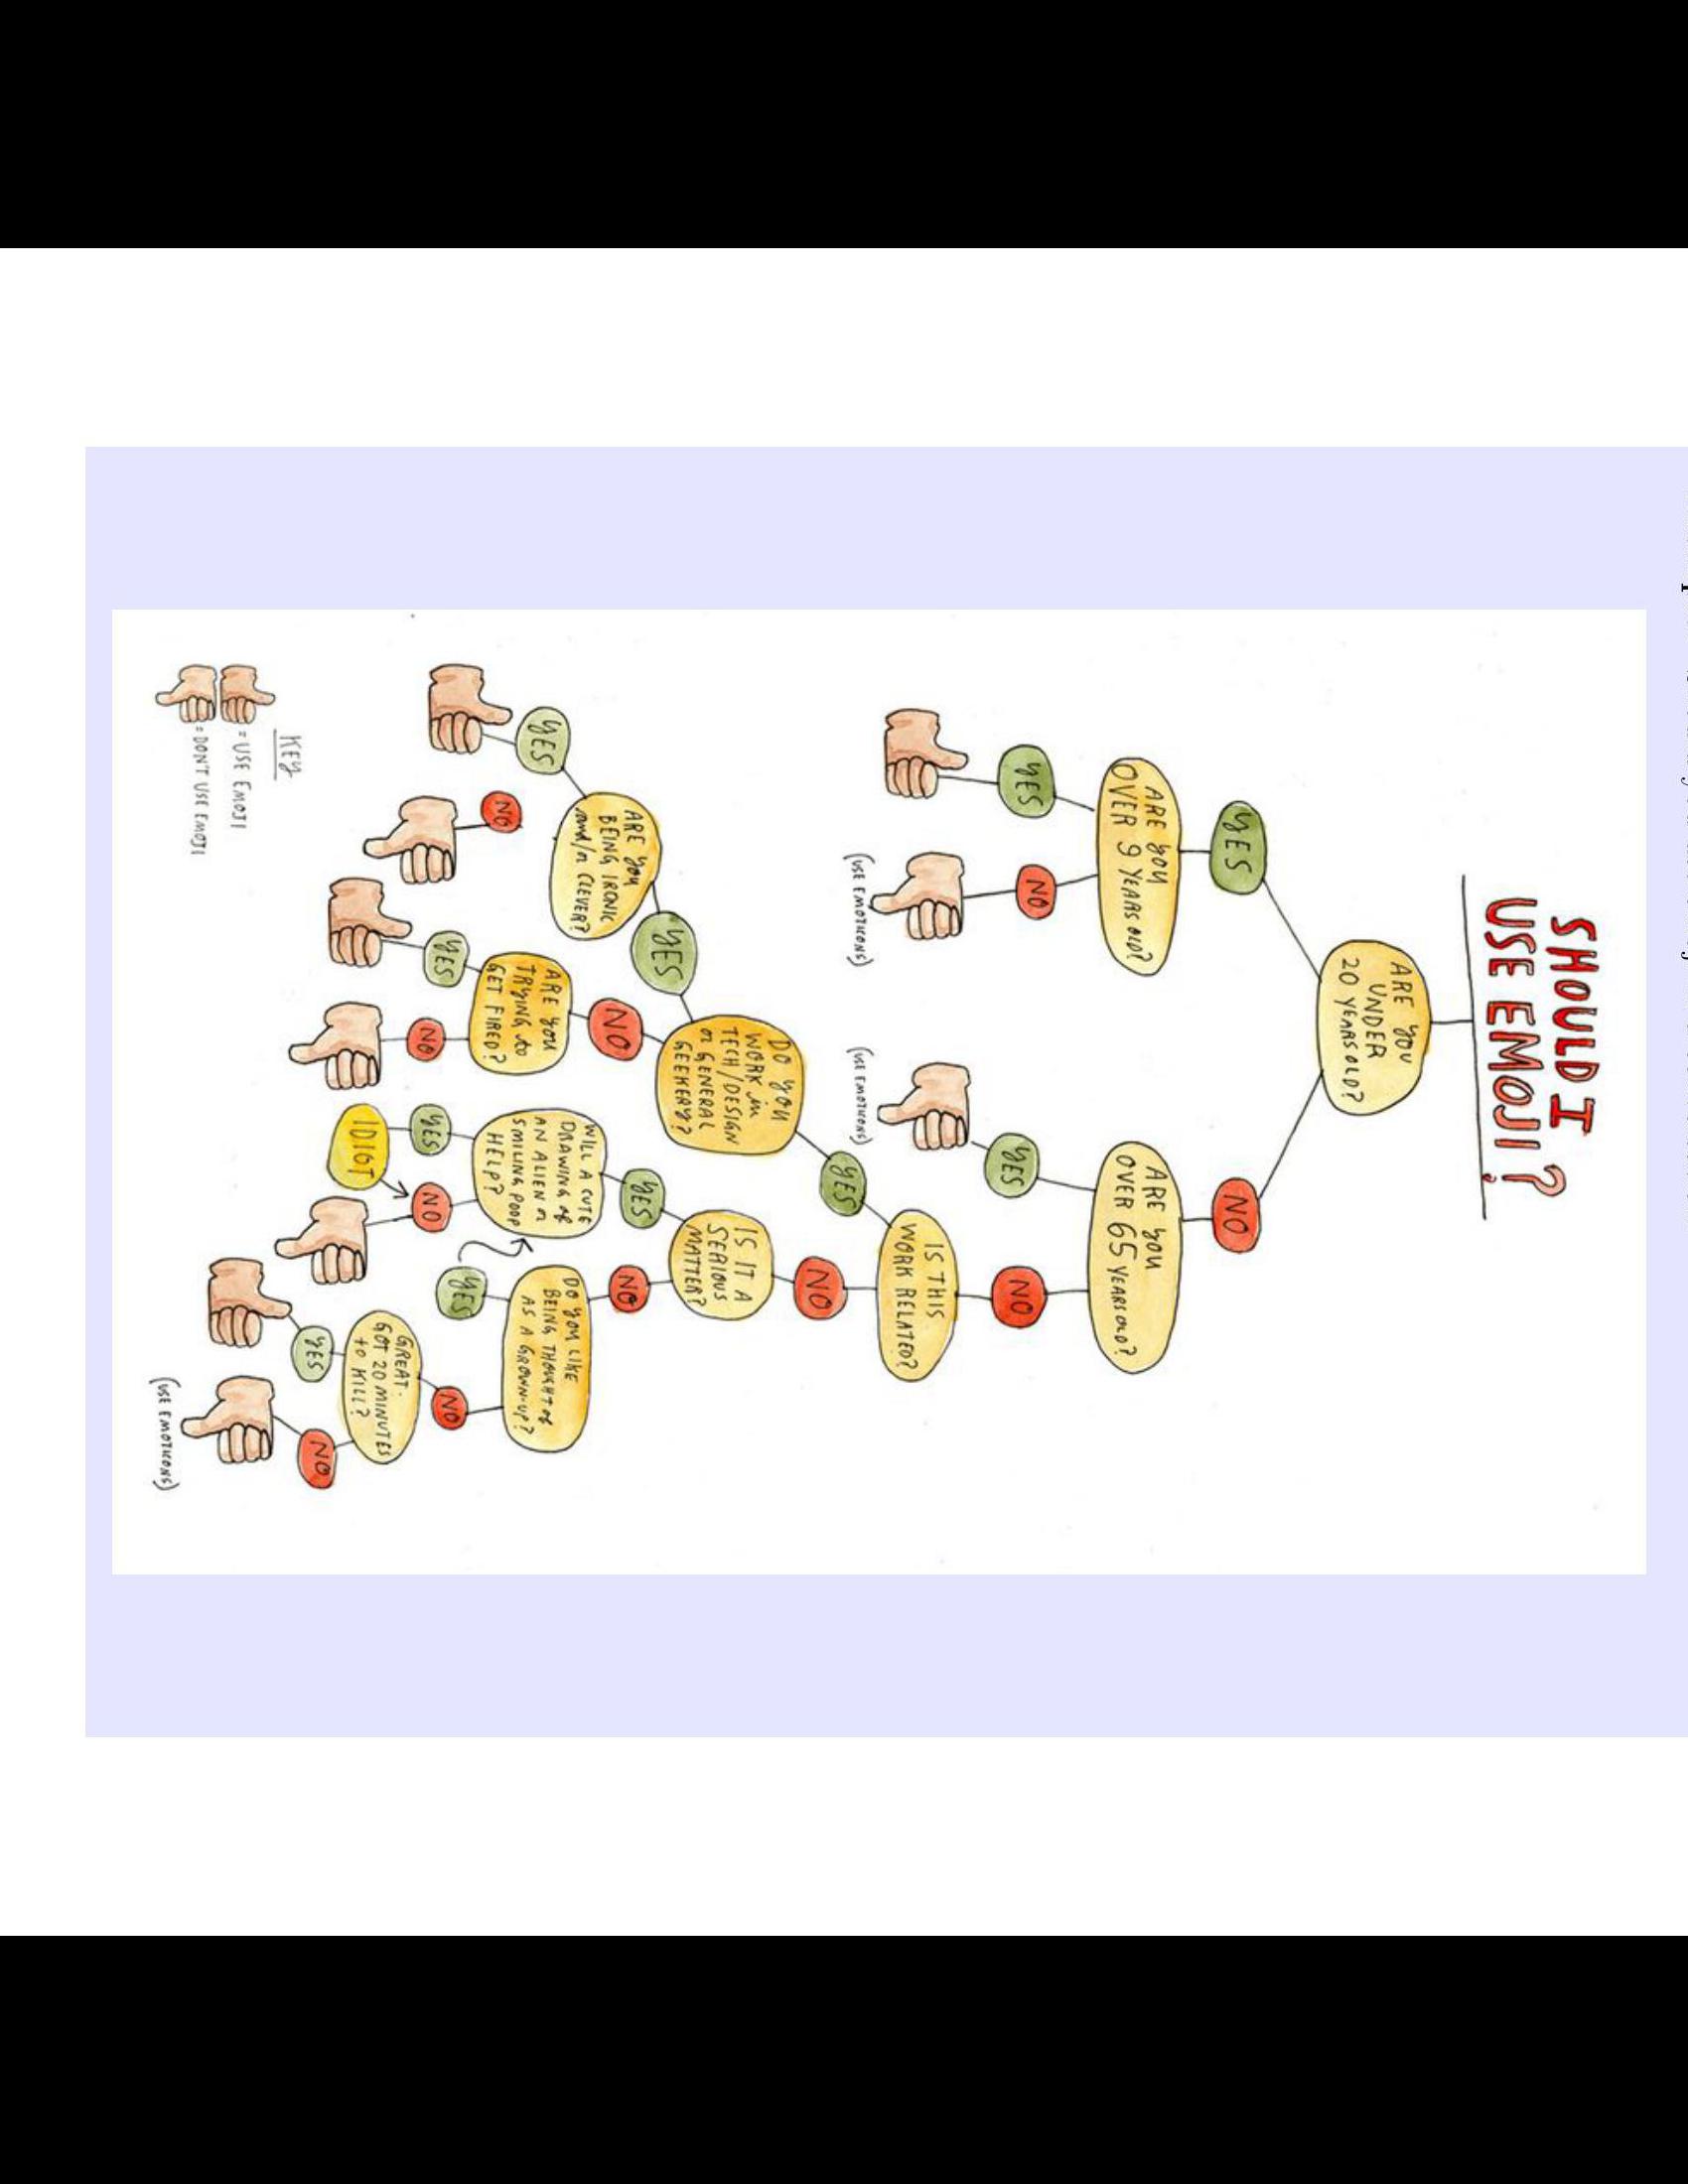 SHOULD I
USE EMOJI?
ARE YOU
UNDER
20 YEARS OLD?
YES
NO
ARE YOU
OVER 9 YEARS OLD?
YES
NO
(USE EMOTICONS)
ARE YOU
OVER 65 YEARS OLD?
YES
(USE EMOTICONS)
NO
IS THIS
WORK RELATED?
YES
NO
DO YOU
WORK in
TECH/DESIGN
or GENERAL
GEEKERY?
YES
NO
ARE YOU
BEING IRONIC
and/or CLEVER?
YES
NO
ARE YOU
TRYING to
GET FIRED?
YES
NO
IS IT A
SERIOUS
MATTER?
YES
NO
WILL A CUTE
DRAWING of
AN ALIEN or
SMILING POOP
HELP?
YES
NO
IDIOT
DO YOU LIKE
BEING THOUGHT of
AS A GROWN-UP?
YES
NO
GREAT.
GOT 20 MINUTES
to KILL?
YES
NO
(USE EMOTICONS)
KEY
= USE EMOJI
= DON'T USE EMOJI